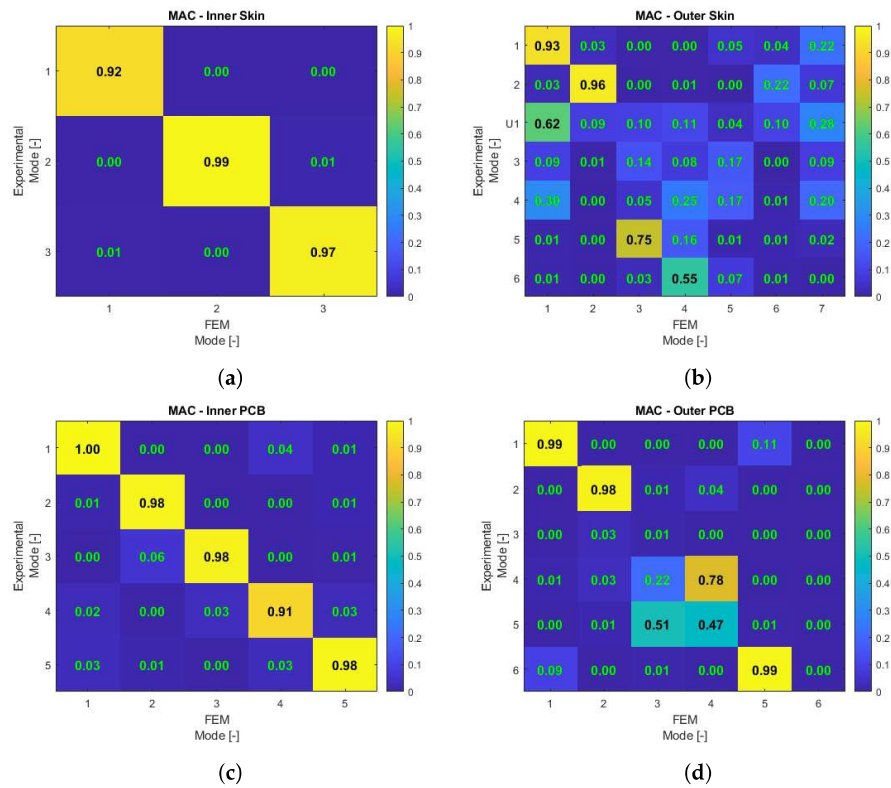 MAC - Inner Skin
1 0.92 0.00 0.00
2 0.00 0.99 0.01
3 0.01 0.00 0.97
1 2 3
FEM
Mode [-]
Experimental
Mode [-]
1
0.9
0.8
0.7
0.6
0.5
0.4
0.3
0.2
0.1
0
(a)
MAC - Outer Skin
1 0.93 0.03 0.00 0.00 0.05 0.04 0.22
2 0.03 0.96 0.00 0.01 0.00 0.22 0.07
U1 0.62 0.09 0.10 0.11 0.04 0.10 0.28
3 0.09 0.01 0.14 0.08 0.17 0.00 0.09
4 0.30 0.00 0.05 0.25 0.17 0.01 0.20
5 0.01 0.00 0.75 0.16 0.01 0.01 0.02
6 0.01 0.00 0.03 0.55 0.07 0.01 0.00
1 2 3 4 5 6 7
FEM
Mode [-]
Experimental
Mode [-]
1
0.9
0.8
0.7
0.6
0.5
0.4
0.3
0.2
0.1
0
(b)
MAC - Inner PCB
1 1.00 0.00 0.00 0.04 0.01
2 0.01 0.98 0.00 0.00 0.01
3 0.00 0.06 0.98 0.00 0.01
4 0.02 0.00 0.03 0.91 0.03
5 0.03 0.01 0.00 0.03 0.98
1 2 3 4 5
FEM
Mode [-]
Experimental
Mode [-]
1
0.9
0.8
0.7
0.6
0.5
0.4
0.3
0.2
0.1
0
(c)
MAC - Outer PCB
1 0.99 0.00 0.00 0.00 0.11 0.00
2 0.00 0.98 0.01 0.04 0.00 0.00
3 0.00 0.03 0.01 0.00 0.00 0.00
4 0.01 0.03 0.22 0.78 0.00 0.00
5 0.00 0.01 0.51 0.47 0.01 0.00
6 0.09 0.00 0.01 0.00 0.99 0.00
1 2 3 4 5 6
FEM
Mode [-]
Experimental
Mode [-]
1
0.9
0.8
0.7
0.6
0.5
0.4
0.3
0.2
0.1
0
(d)